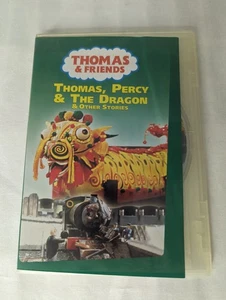 THOMAS
& FRIENDS
THOMAS, PERCY
& THE DRAGON
& OTHER STORIES